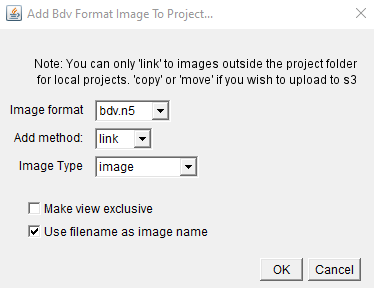 Add Bdv Format Image To Project...
Note: You can only 'link' to images outside the project folder
for local projects. 'copy' or 'move' if you wish to upload to s3
Image format bdv.n5
Add method: link
Image Type image
Make view exclusive
Use filename as image name
OK Cancel